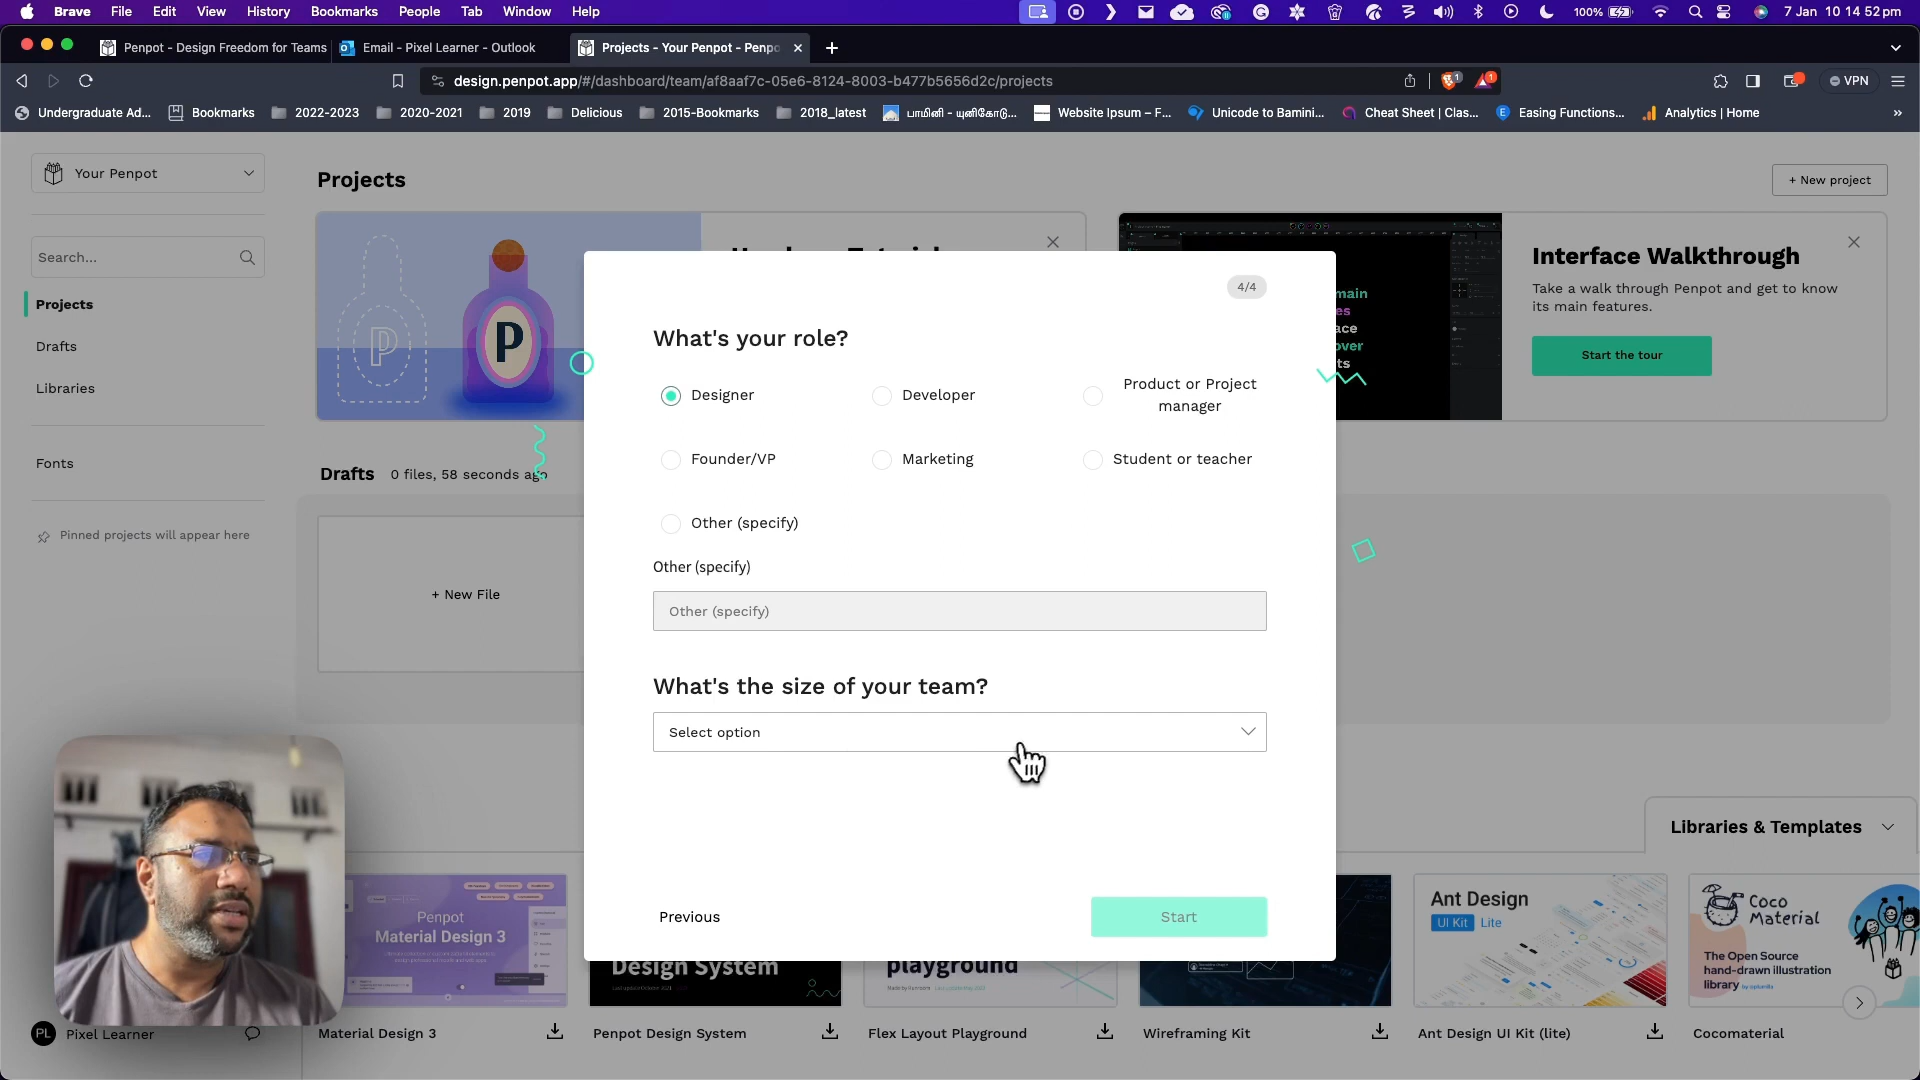 Brave File Edit View History Bookmarks People Tab Window Help 100% 7 Jan 10 14 52 pm
Penpot - Design Freedom for Teams Email - Pixel Learner - Outlook Projects - Your Penpot - Penpo
design.penpot.app/#/dashboard/team/af8aaf7c-05e6-8124-8003-b477b5656d2c/projects 1 1 VPN
Undergraduate Ad... Bookmarks 2022-2023 2020-2021 2019 Delicious 2015-Bookmarks 2018_latest பாமினி - யுனிகோடு... Website Ipsum – F... Unicode to Bamini... Cheat Sheet | Clas... Easing Functions... Analytics | Home »
Your Penpot
Projects
+ New project
Search...
Projects
Drafts
Libraries
Fonts
Pinned projects will appear here
P
P
Interface Walkthrough
Take a walk through Penpot and get to know
its main features.
Start the tour
main
es
ace
over
ts
Drafts 0 files, 58 seconds ago
+ New File
4/4
What's your role?
Designer
Developer
Product or Project
manager
Founder/VP
Marketing
Student or teacher
Other (specify)
Other (specify)
Other (specify)
What's the size of your team?
Select option
Previous
Start
Libraries & Templates
Penpot
Material Design 3
Design System
playground
Ant Design
UI Kit Lite
Coco
Material
The Open Source
hand-drawn illustration
library
PL Pixel Learner
Material Design 3
Penpot Design System
Flex Layout Playground
Wireframing Kit
Ant Design UI Kit (lite)
Cocomaterial